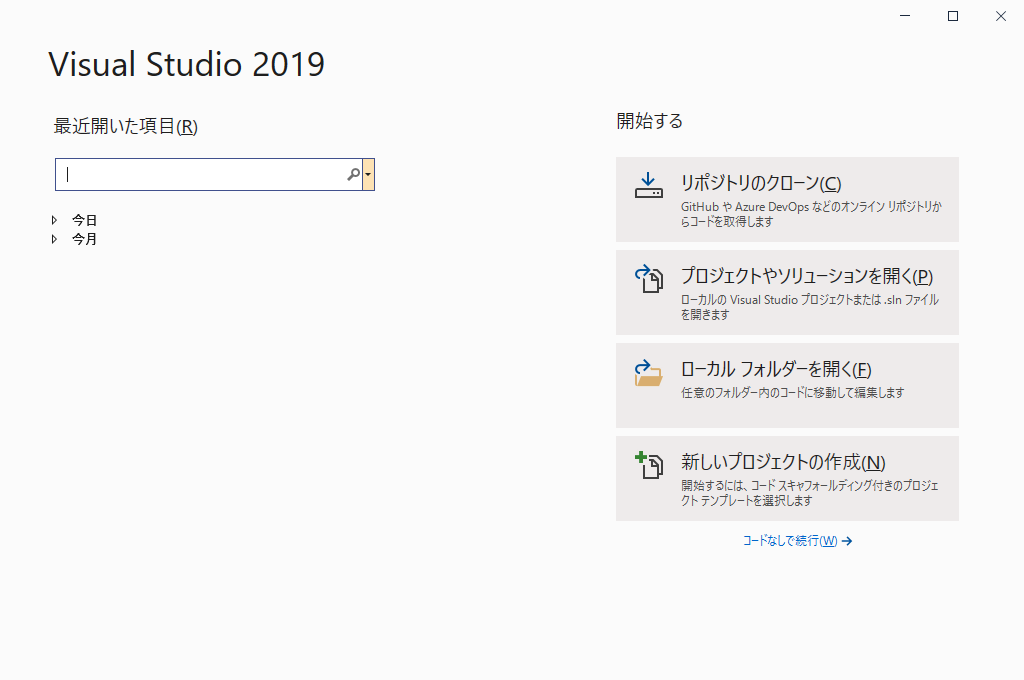 Visual Studio 2019
最近開いた項目(R)
今日
今月
開始する
リポジトリのクローン(C)
GitHub や Azure DevOps などのオンライン リポジトリか
らコードを取得します
プロジェクトやソリューションを開く(P)
ローカルの Visual Studio プロジェクトまたは .sln ファイル
を開きます
ローカル フォルダーを開く(F)
任意のフォルダー内のコードに移動して編集します
新しいプロジェクトの作成(N)
開始するには、コード スキャフォールディング付きのプロジェ
クト テンプレートを選択します
コードなしで続行(W)